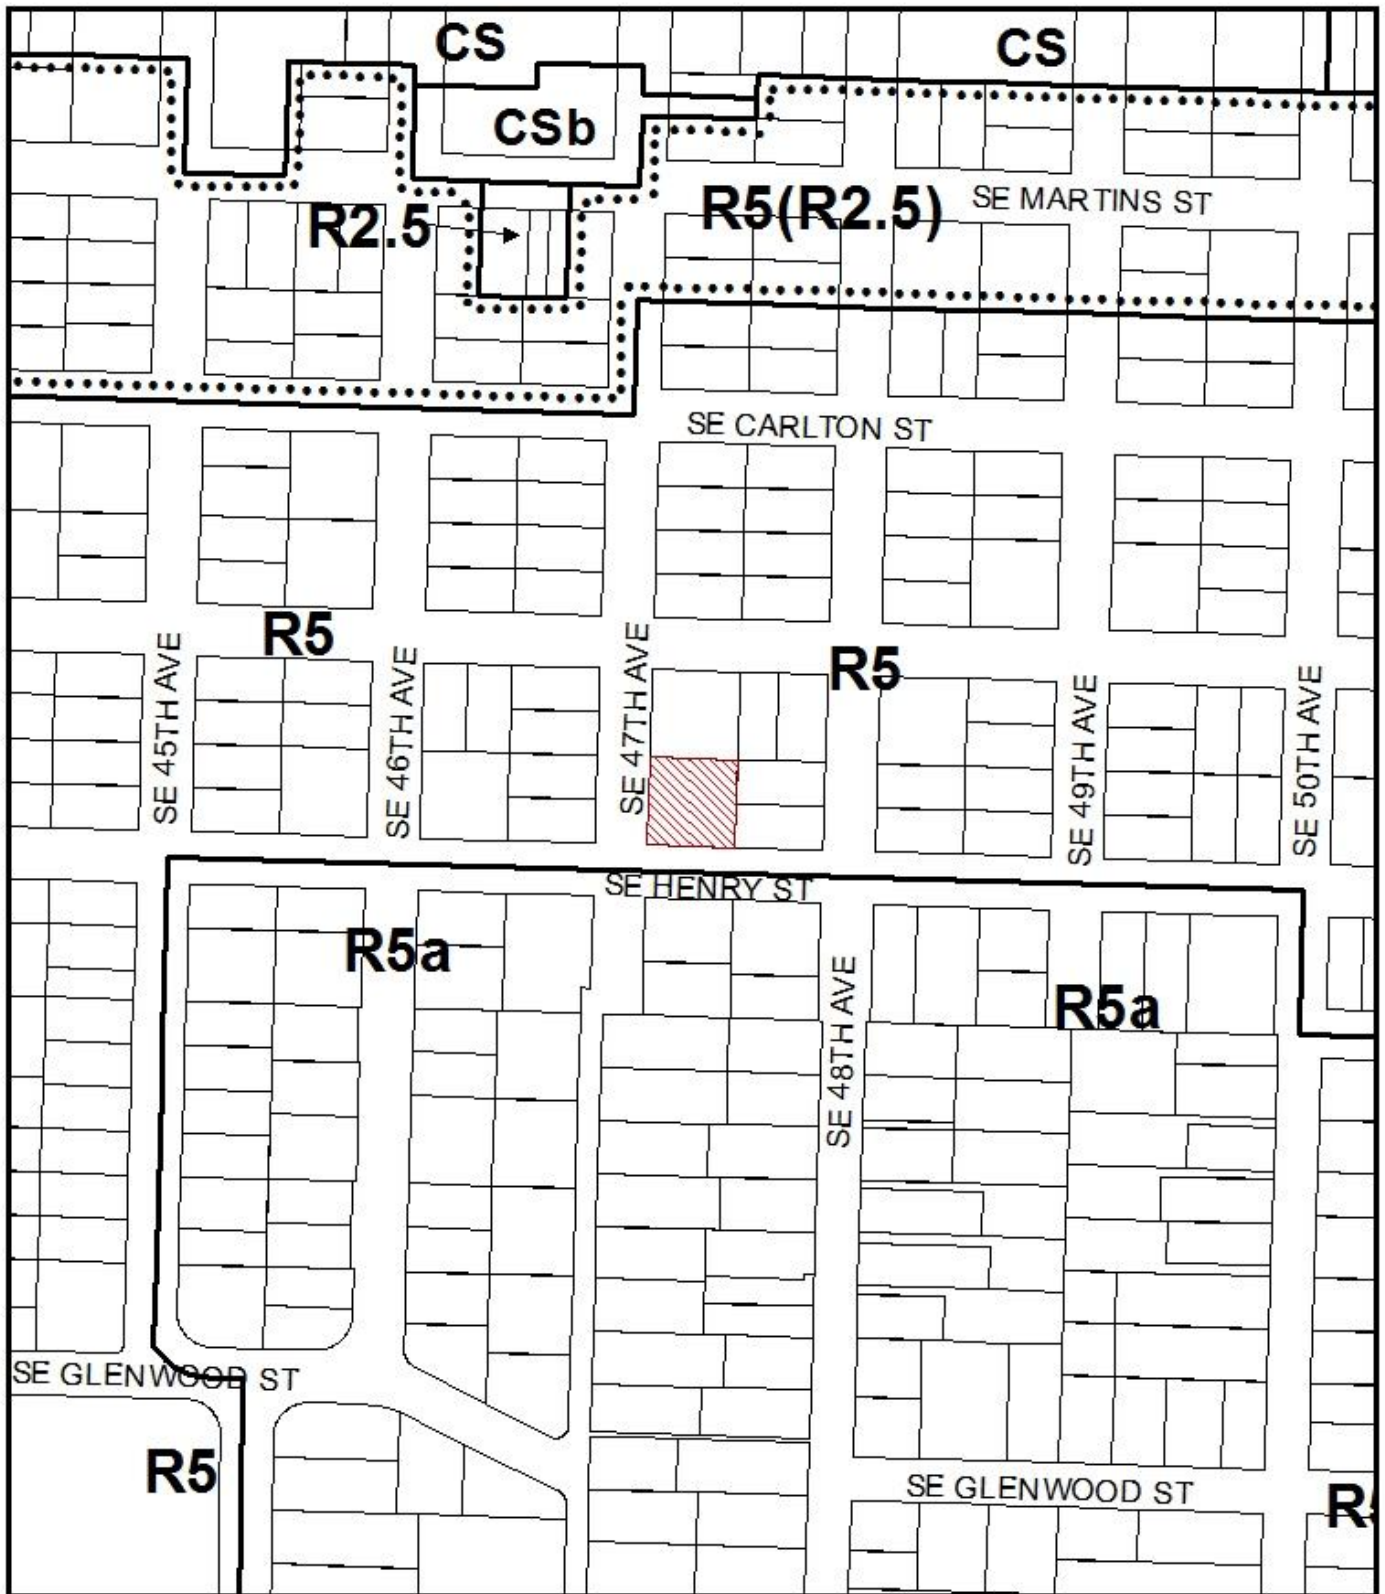 CS
CS
CSb
R2.5
R5(R2.5)
SE MARTINS ST
SE CARLTON ST
R5
R5
SE 45TH AVE
SE 46TH AVE
SE 47TH AVE
SE 49TH AVE
SE 50TH AVE
SE HENRY ST
R5a
R5a
SE 48TH AVE
SE GLENWOOD ST
R5
SE GLENWOOD ST
R5